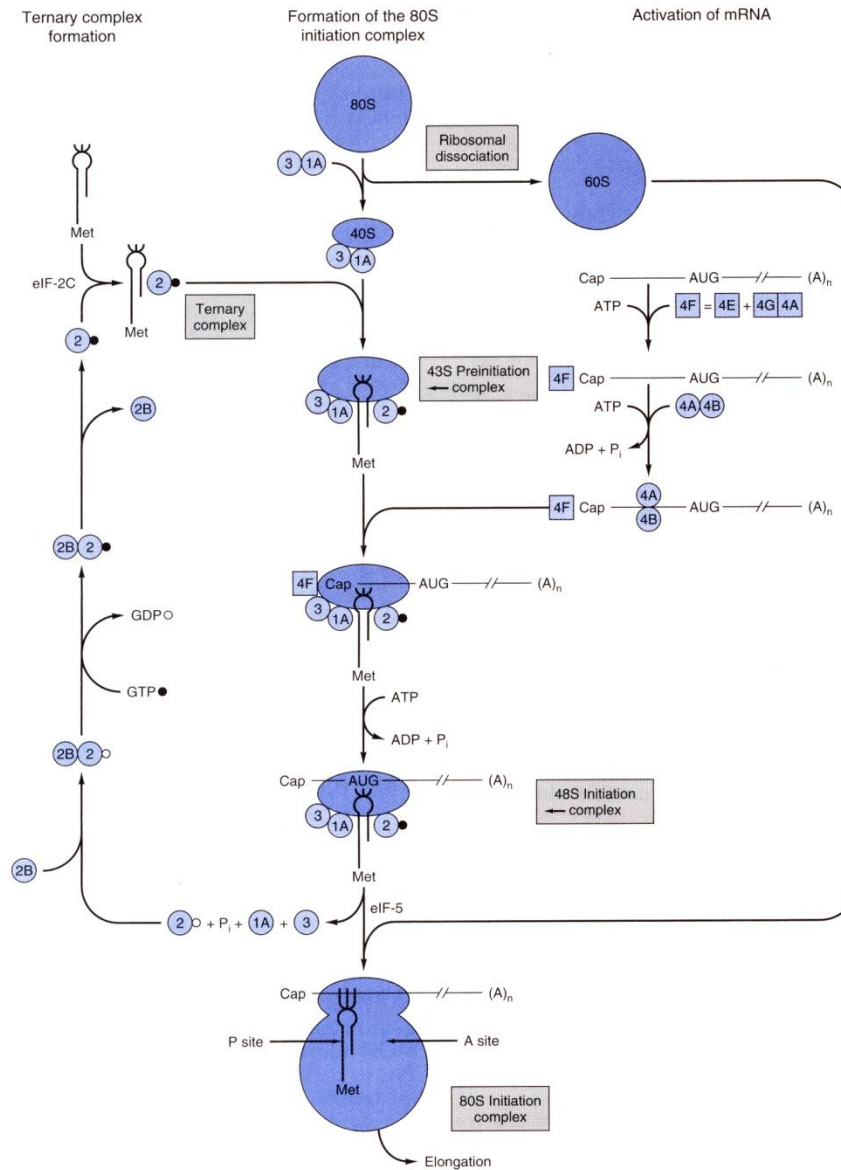 Ternary complex
formation
Formation of the 80S
initiation complex
Activation of mRNA
80S
Ribosomal
dissociation
3 1A
60S
40S
3 1A
Met
eIF-2C
2
Met
Ternary
complex
2
Cap AUG (A)n
ATP 4F = 4E + 4G 4A
43S Preinitiation
complex
3 1A 2
Met
4F Cap AUG (A)n
ATP 4A 4B
ADP + Pi
2B
4A
4F Cap AUG (A)n
4B
2B 2
4F Cap AUG (A)n
3 1A 2
Met
GDP
GTP
ATP
ADP + Pi
2B 2
Cap AUG (A)n
3 1A 2
Met
48S Initiation
complex
2B
2 + Pi + 1A + 3
eIF-5
Cap (A)n
P site
A site
Met
80S Initiation
complex
Elongation